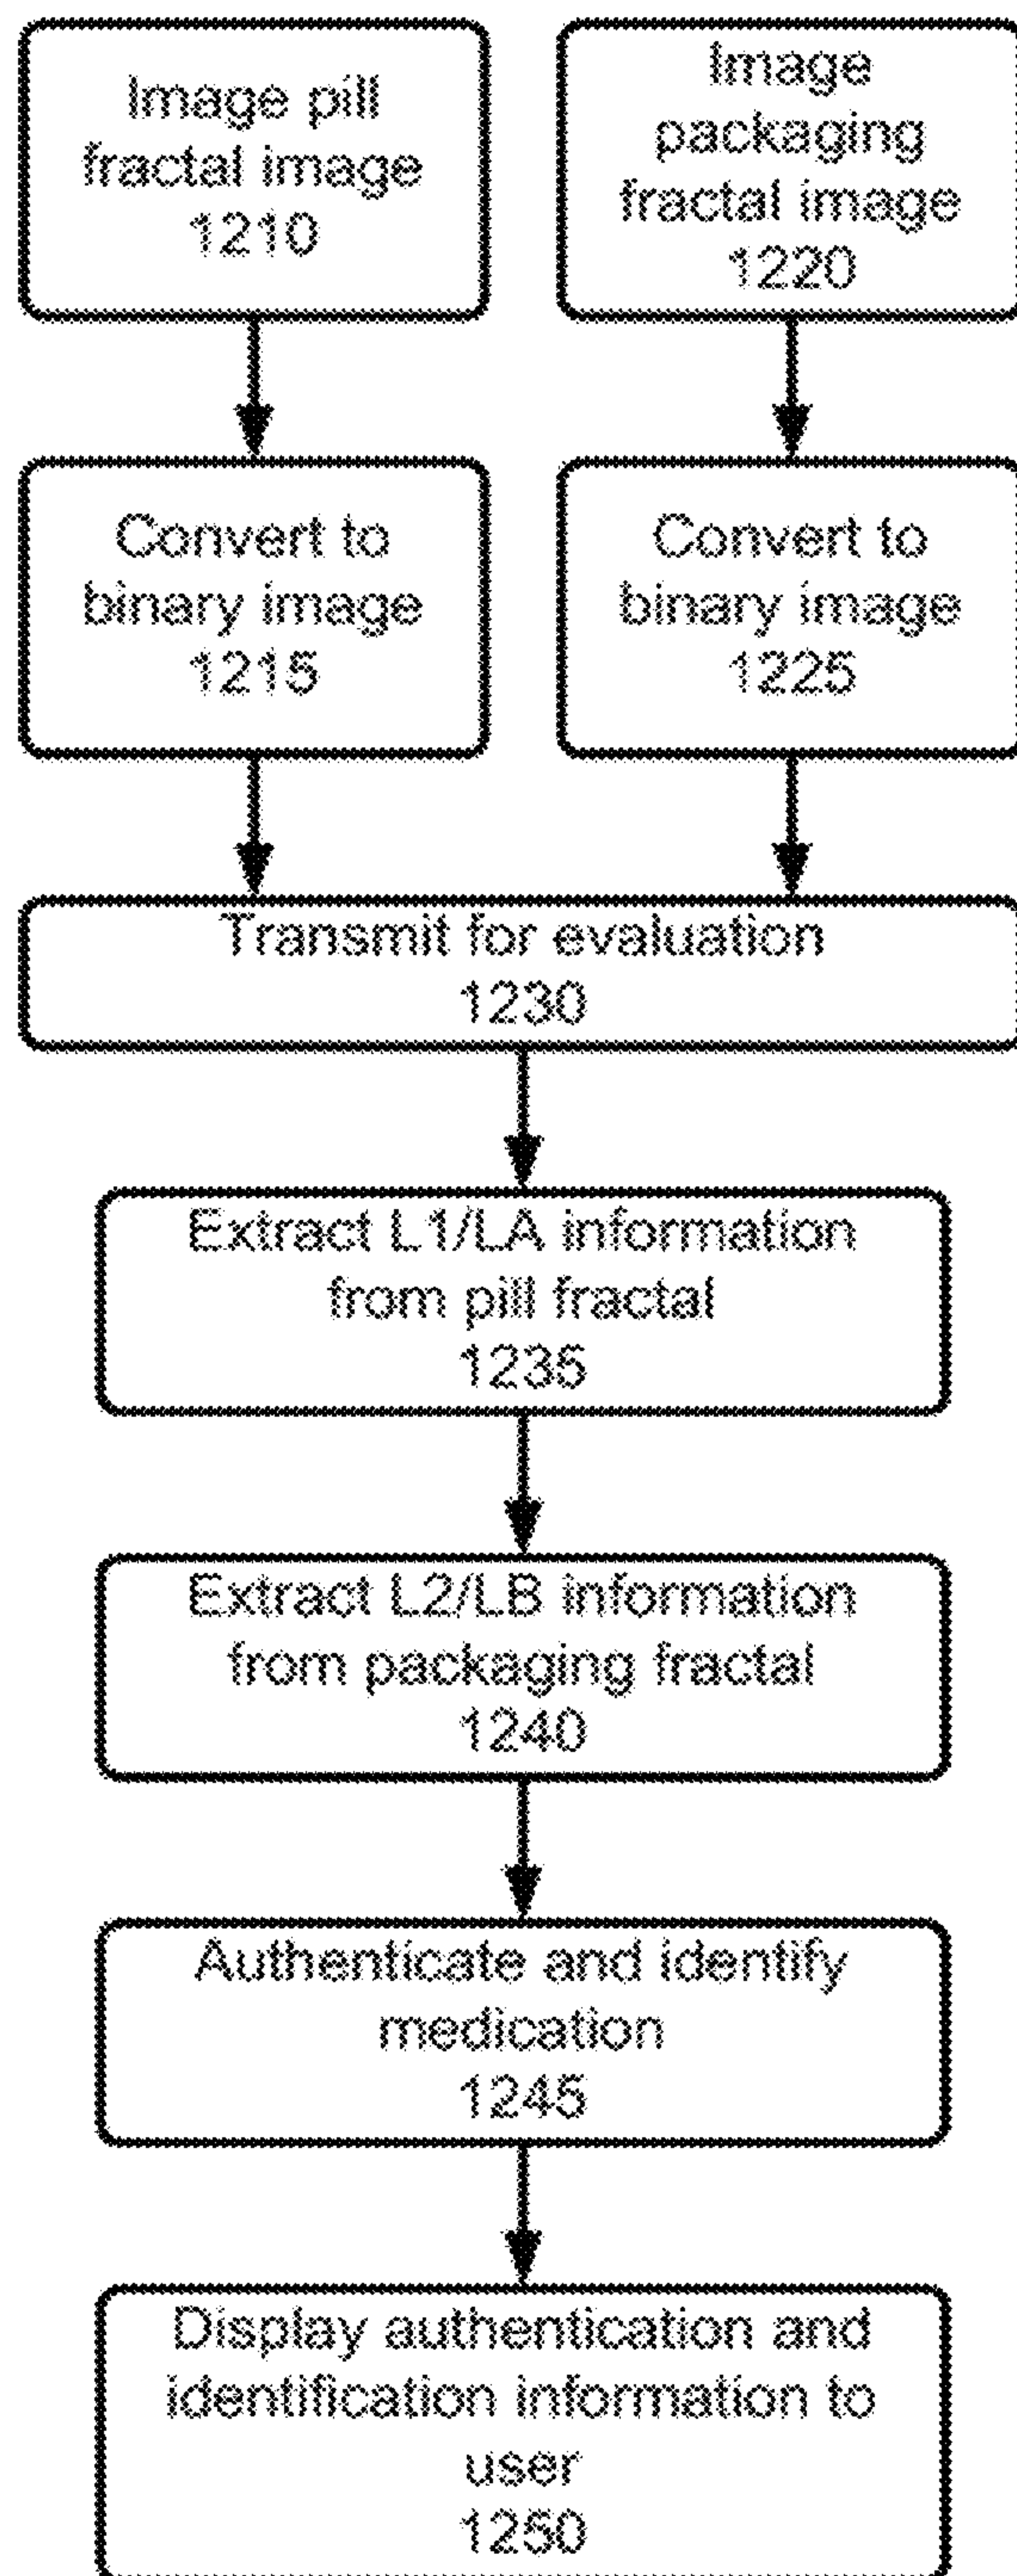 Image pill
fractal image
1210
Image
packaging
fractal image
1220
Convert to
binary image
1215
Convert to
binary image
1225
Transmit for evaluation
1230
Extract L1/LA information
from pill fractal
1235
Extract L2/LB information
from packaging fractal
1240
Authenticate and identify
medication
1245
Display authentication and
identification information to
user
1250